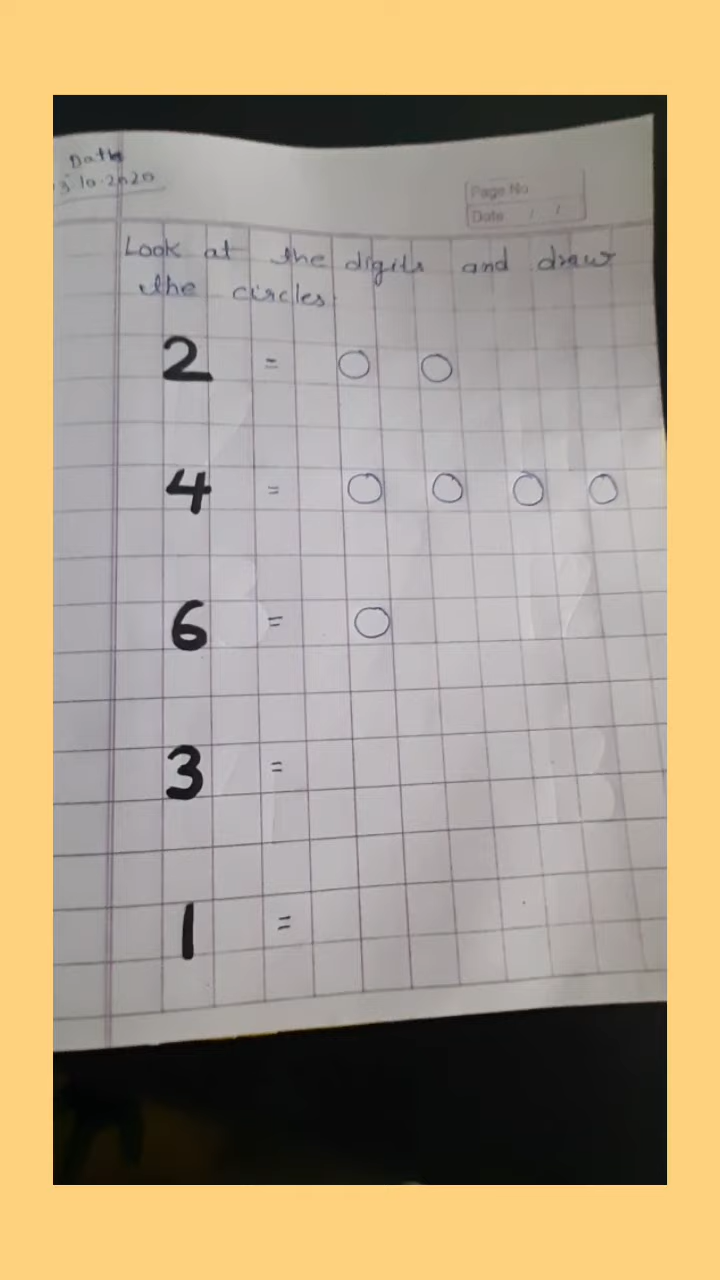 Date
3.10.2020
Page No
Date / /
Look at the digits and draw
the circles
2 = ○ ○
4 = ○ ○ ○ ○
6 = ○
3 =
1 =